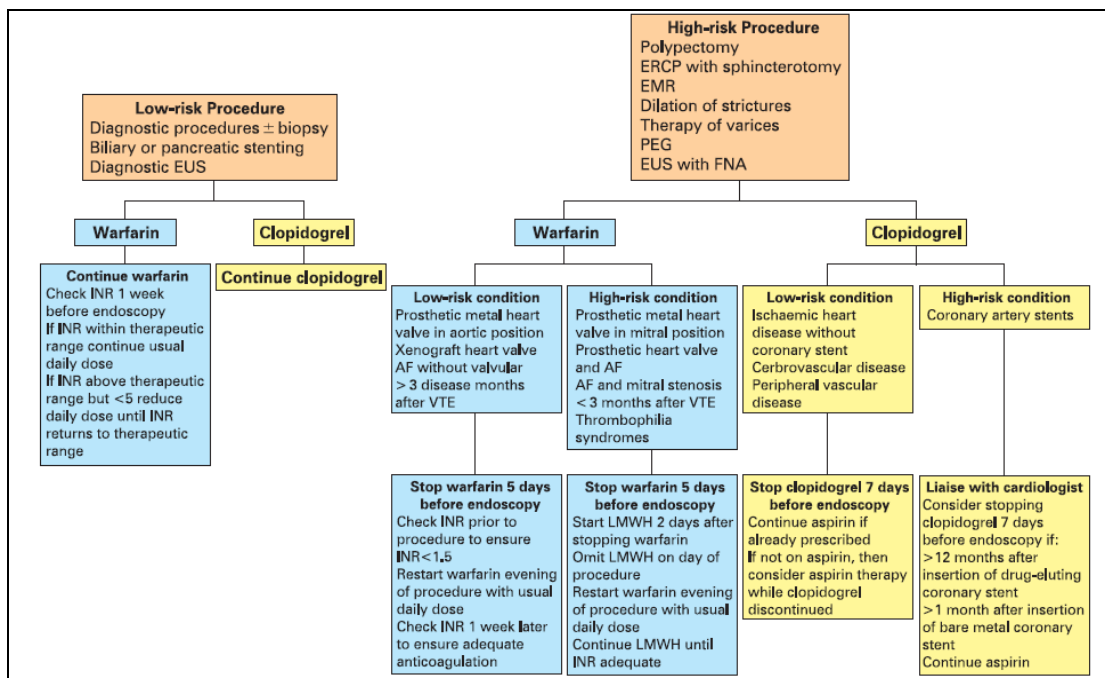 Low-risk Procedure
Diagnostic procedures ± biopsy
Biliary or pancreatic stenting
Diagnostic EUS
Warfarin
Clopidogrel
Continue warfarin
Check INR 1 week
before endoscopy
If INR within therapeutic
range continue usual
daily dose
If INR above therapeutic
range but <5 reduce
daily dose until INR
returns to therapeutic
range
Continue clopidogrel
High-risk Procedure
Polypectomy
ERCP with sphincterotomy
EMR
Dilation of strictures
Therapy of varices
PEG
EUS with FNA
Warfarin
Clopidogrel
Low-risk condition
Prosthetic metal heart
valve in aortic position
Xenograft heart valve
AF without valvular
> 3 disease months
after VTE
High-risk condition
Prosthetic metal heart
valve in mitral position
Prosthetic heart valve
and AF
AF and mitral stenosis
< 3 months after VTE
Thrombophilia
syndromes
Low-risk condition
Ischaemic heart
disease without
coronary stent
Cerbrovascular disease
Peripheral vascular
disease
High-risk condition
Coronary artery stents
Stop warfarin 5 days
before endoscopy
Check INR prior to
procedure to ensure
INR<1.5
Restart warfarin evening
of procedure with usual
daily dose
Check INR 1 week later
to ensure adequate
anticoagulation
Stop warfarin 5 days
before endoscopy
Start LMWH 2 days after
stopping warfarin
Omit LMWH on day of
procedure
Restart warfarin evening
of procedure with usual
daily dose
Continue LMWH until
INR adequate
Stop clopidogrel 7 days
before endoscopy
Continue aspirin if
already prescribed
If not on aspirin, then
consider aspirin therapy
while clopidogrel
discontinued
Liaise with cardiologist
Consider stopping
clopidogrel 7 days
before endoscopy if:
>12 months after
insertion of drug-eluting
coronary stent
>1 month after insertion
of bare metal coronary
stent
Continue aspirin